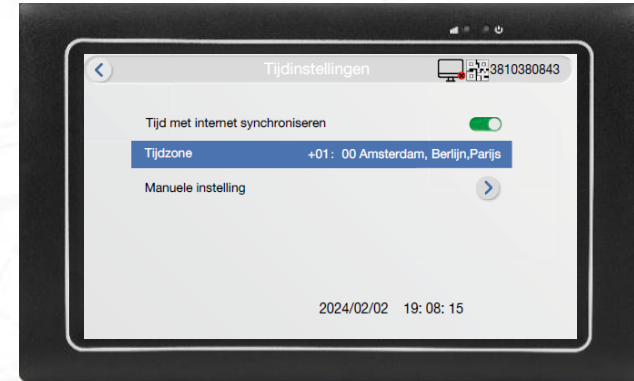 Tijdinstellingen
3810380843
Tijd met internet synchroniseren
Tijdzone +01: 00 Amsterdam, Berlijn,Parijs
Manuele instelling
2024/02/02 19: 08: 15